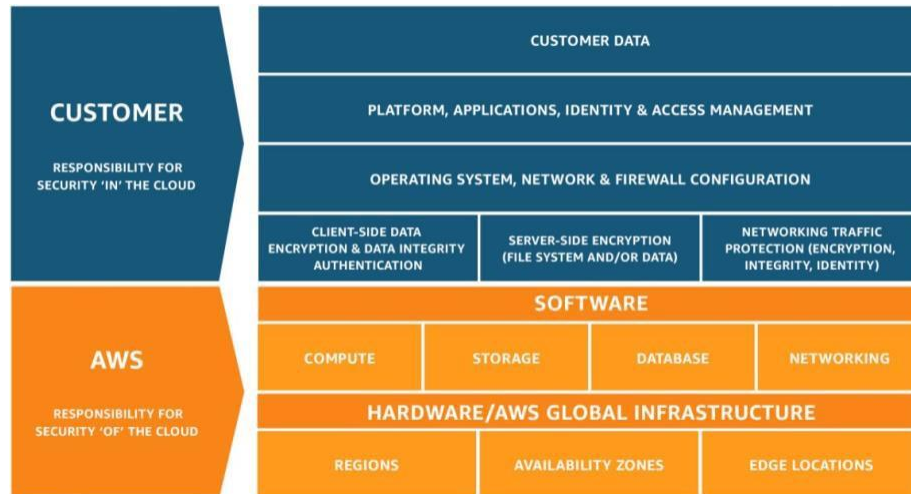 CUSTOMER
RESPONSIBILITY FOR
SECURITY ‘IN’ THE CLOUD
CUSTOMER DATA
PLATFORM, APPLICATIONS, IDENTITY & ACCESS MANAGEMENT
OPERATING SYSTEM, NETWORK & FIREWALL CONFIGURATION
CLIENT-SIDE DATA
ENCRYPTION & DATA INTEGRITY
AUTHENTICATION
SERVER-SIDE ENCRYPTION
(FILE SYSTEM AND/OR DATA)
NETWORKING TRAFFIC
PROTECTION (ENCRYPTION,
INTEGRITY, IDENTITY)
AWS
RESPONSIBILITY FOR
SECURITY ‘OF’ THE CLOUD
SOFTWARE
COMPUTE
STORAGE
DATABASE
NETWORKING
HARDWARE/AWS GLOBAL INFRASTRUCTURE
REGIONS
AVAILABILITY ZONES
EDGE LOCATIONS